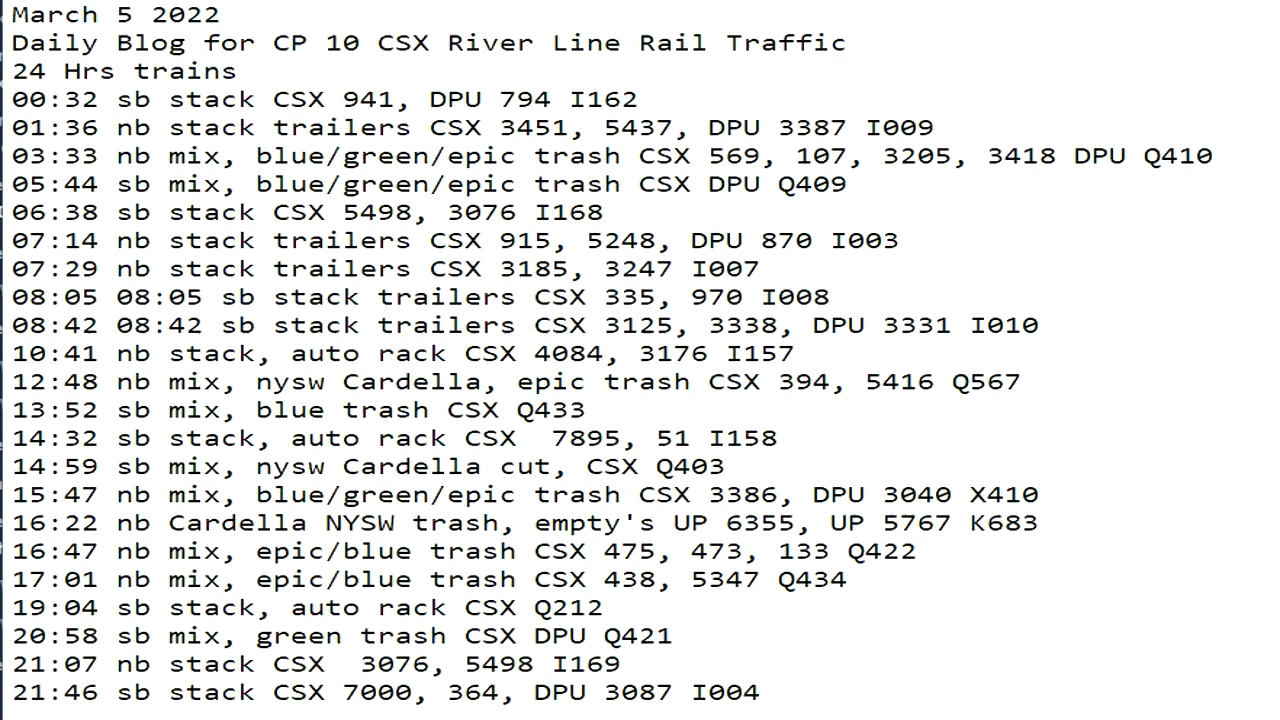 March 5 2022
Daily Blog for CP 10 CSX River Line Rail Traffic
24 Hrs trains
00:32 sb stack CSX 941, DPU 794 I162
01:36 nb stack trailers CSX 3451, 5437, DPU 3387 I009
03:33 nb mix, blue/green/epic trash CSX 569, 107, 3205, 3418 DPU Q410
05:44 sb mix, blue/green/epic trash CSX DPU Q409
06:38 sb stack CSX 5498, 3076 I168
07:14 nb stack trailers CSX 915, 5248, DPU 870 I003
07:29 nb stack trailers CSX 3185, 3247 I007
08:05 08:05 sb stack trailers CSX 335, 970 I008
08:42 08:42 sb stack trailers CSX 3125, 3338, DPU 3331 I010
10:41 nb stack, auto rack CSX 4084, 3176 I157
12:48 nb mix, nysw Cardella, epic trash CSX 394, 5416 Q567
13:52 sb mix, blue trash CSX Q433
14:32 sb stack, auto rack CSX  7895, 51 I158
14:59 sb mix, nysw Cardella cut, CSX Q403
15:47 nb mix, blue/green/epic trash CSX 3386, DPU 3040 X410
16:22 nb Cardella NYSW trash, empty's UP 6355, UP 5767 K683
16:47 nb mix, epic/blue trash CSX 475, 473, 133 Q422
17:01 nb mix, epic/blue trash CSX 438, 5347 Q434
19:04 sb stack, auto rack CSX Q212
20:58 sb mix, green trash CSX DPU Q421
21:07 nb stack CSX  3076, 5498 I169
21:46 sb stack CSX 7000, 364, DPU 3087 I004